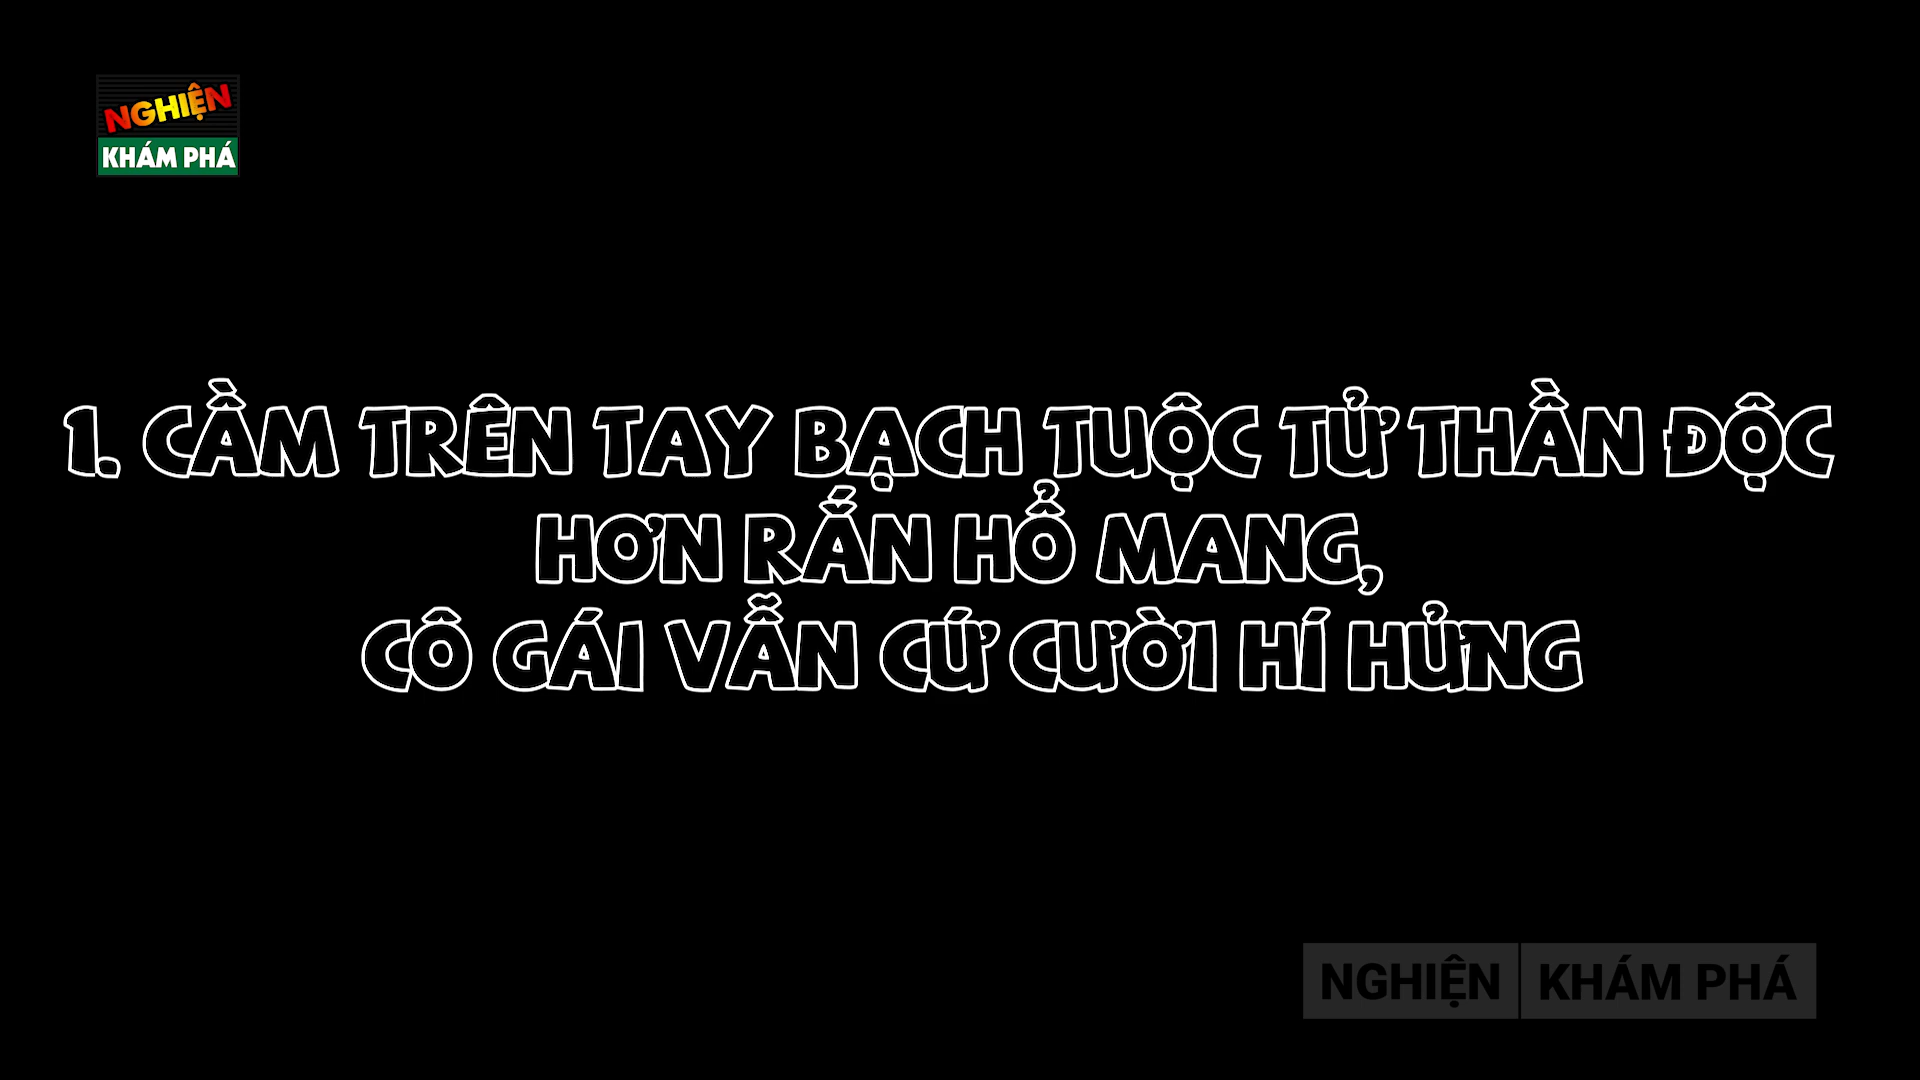 NGHIỆN
KHÁM PHÁ
1. CẦM TRÊN TAY BẠCH TUỘC TỬ THẦN ĐỘC
HƠN RẮN HỔ MANG,
CÔ GÁI VẪN CỨ CƯỜI HÍ HỬNG
NGHIỆN KHÁM PHÁ